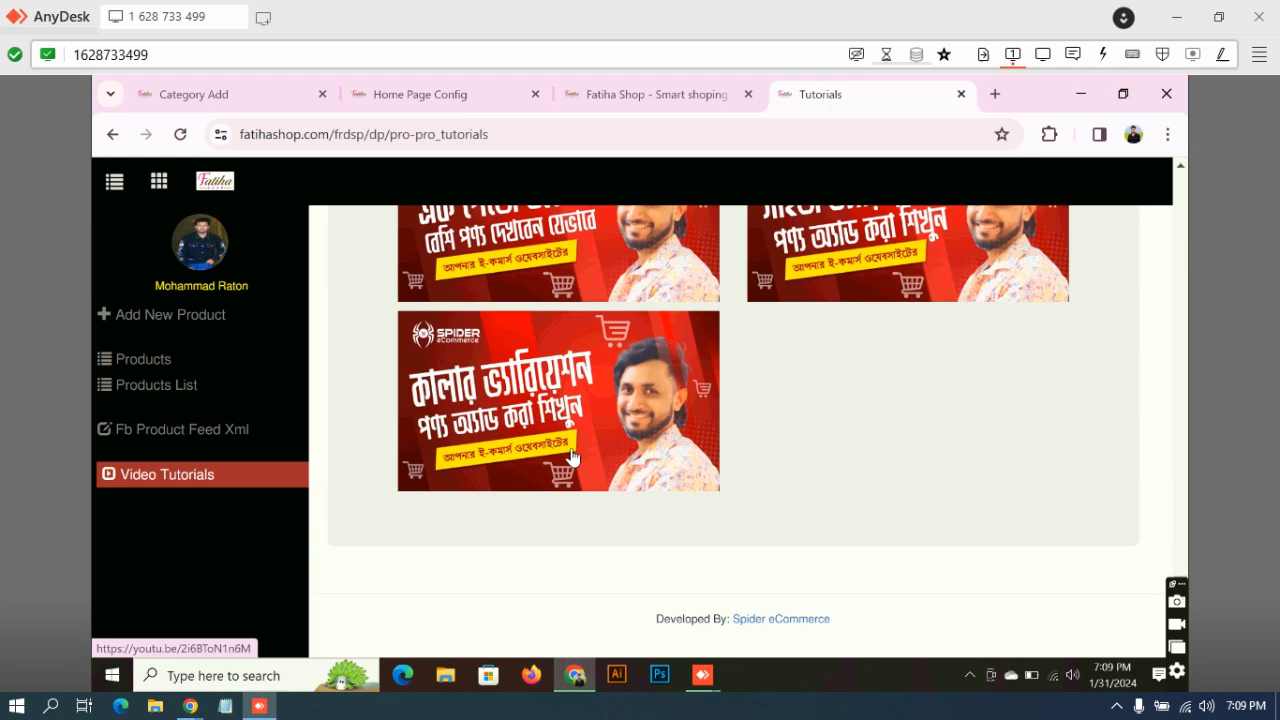 AnyDesk
1 628 733 499
1628733499
Category Add
Home Page Config
Fatiha Shop - Smart shoping
Tutorials
fatihashop.com/frdsp/dp/pro-pro_tutorials
Fatiha
Mohammad Raton
Add New Product
Products
Products List
Fb Product Feed Xml
Video Tutorials
বেশি পণ্য দেখাবেন যেভাবে
আপনার ই-কমার্স ওয়েবসাইটের
পণ্য অ্যাড করা শিখুন
আপনার ই-কমার্স ওয়েবসাইটের
SPIDER
eCommerce
কালার ভ্যারিয়েশন
পণ্য অ্যাড করা শিখুন
আপনার ই-কমার্স ওয়েবসাইটের
Developed By: Spider eCommerce
https://youtu.be/2i6BToN1n6M
Type here to search
Ai
Ps
7:09 PM
1/31/2024
7:09 PM